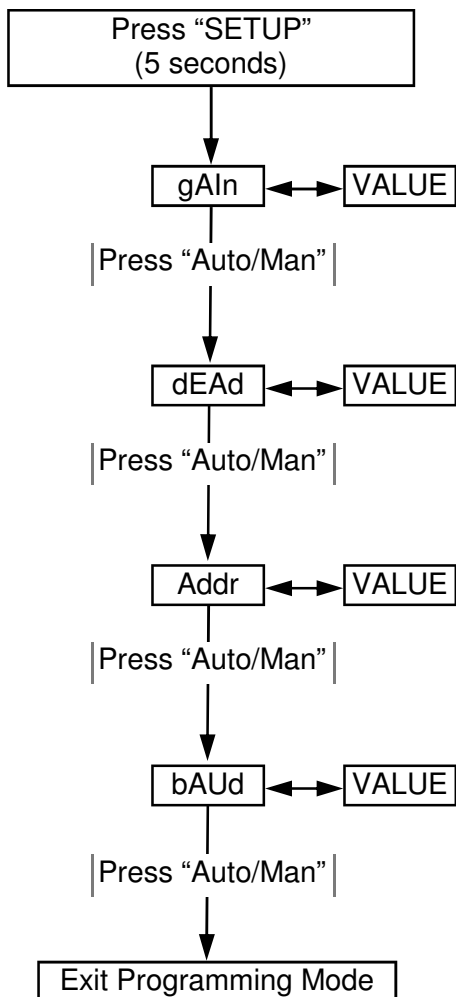 Press “SETUP”
(5 seconds)
gAIn VALUE
Press “Auto/Man”
dEAd VALUE
Press “Auto/Man”
Addr VALUE
Press “Auto/Man”
bAUd VALUE
Press “Auto/Man”
Exit Programming Mode